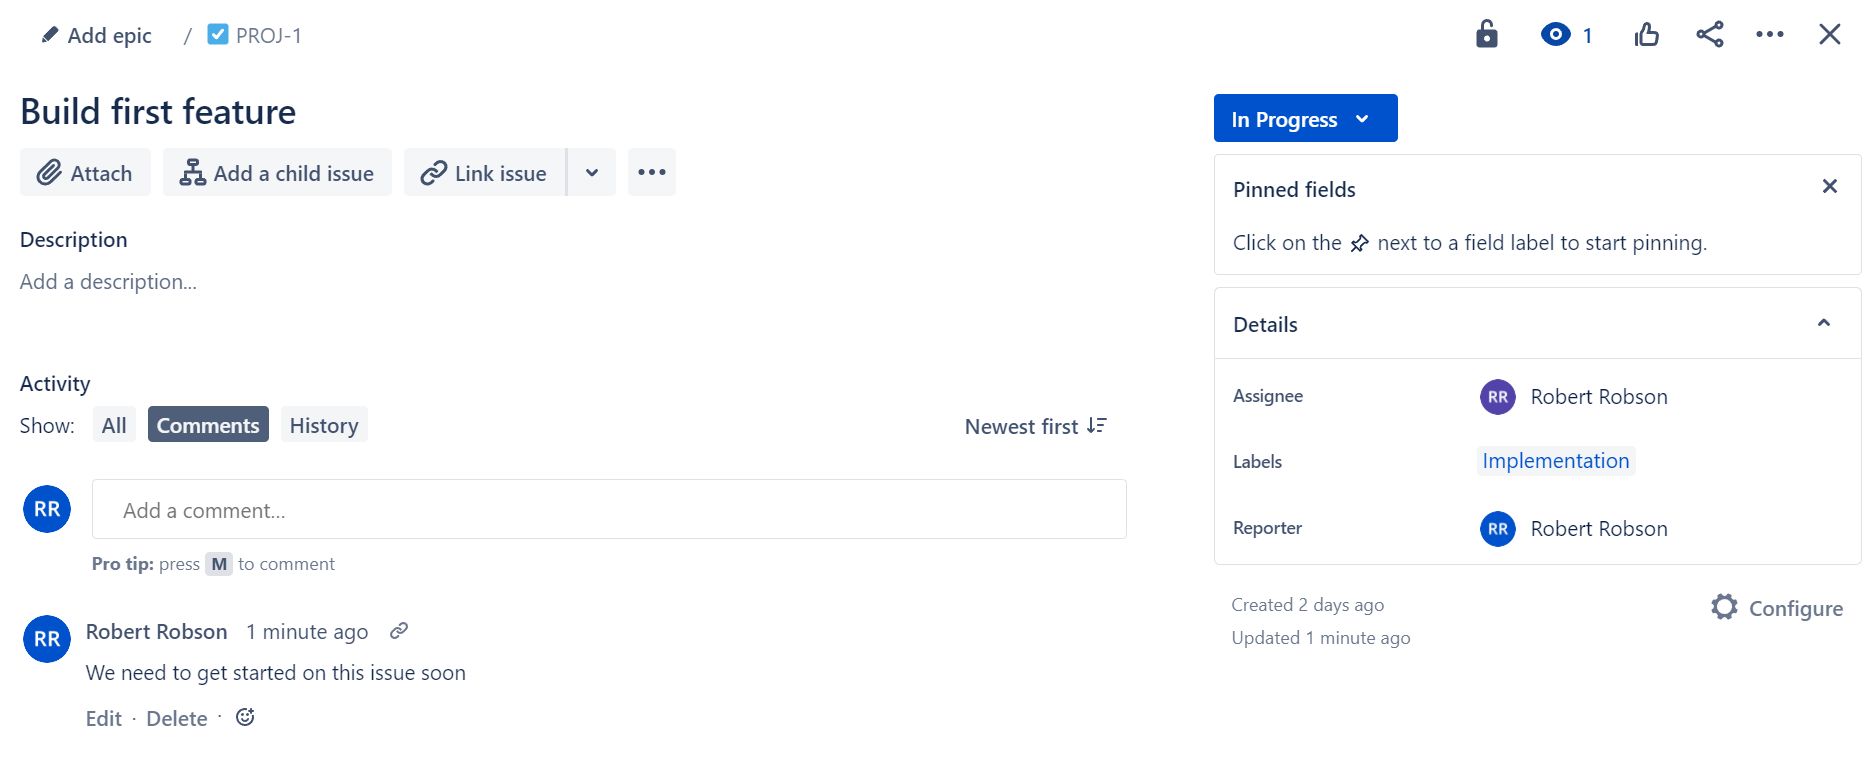 Add epic / PROJ-1
1
Build first feature
In Progress
Attach Add a child issue Link issue
Pinned fields
Click on the next to a field label to start pinning.
Description
Add a description...
Details
Activity
Show: All Comments History Newest first
Assignee RR Robert Robson
Labels Implementation
Reporter RR Robert Robson
RR Add a comment...
Pro tip: press M to comment
Created 2 days ago
Updated 1 minute ago
Configure
RR Robert Robson 1 minute ago
We need to get started on this issue soon
Edit · Delete ·